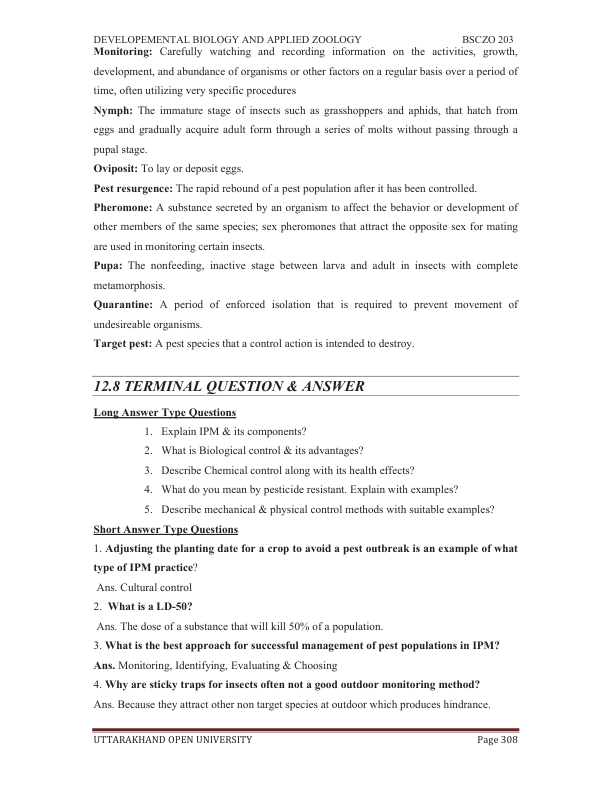 DEVELOPEMENTAL BIOLOGY AND APPLIED ZOOLOGY BSCZO 203
Monitoring: Carefully watching and recording information on the activities, growth,
development, and abundance of organisms or other factors on a regular basis over a period of
time, often utilizing very specific procedures
Nymph: The immature stage of insects such as grasshoppers and aphids, that hatch from
eggs and gradually acquire adult form through a series of molts without passing through a
pupal stage.
Oviposit: To lay or deposit eggs.
Pest resurgence: The rapid rebound of a pest population after it has been controlled.
Pheromone: A substance secreted by an organism to affect the behavior or development of
other members of the same species; sex pheromones that attract the opposite sex for mating
are used in monitoring certain insects.
Pupa: The nonfeeding, inactive stage between larva and adult in insects with complete
metamorphosis.
Quarantine: A period of enforced isolation that is required to prevent movement of
undesireable organisms.
Target pest: A pest species that a control action is intended to destroy.
12.8 TERMINAL QUESTION & ANSWER
Long Answer Type Questions
1. Explain IPM & its components?
2. What is Biological control & its advantages?
3. Describe Chemical control along with its health effects?
4. What do you mean by pesticide resistant. Explain with examples?
5. Describe mechanical & physical control methods with suitable examples?
Short Answer Type Questions
1. Adjusting the planting date for a crop to avoid a pest outbreak is an example of what
type of IPM practice?
Ans. Cultural control
2. What is a LD-50?
Ans. The dose of a substance that will kill 50% of a population.
3. What is the best approach for successful management of pest populations in IPM?
Ans. Monitoring, Identifying, Evaluating & Choosing
4. Why are sticky traps for insects often not a good outdoor monitoring method?
Ans. Because they attract other non target species at outdoor which produces hindrance.
UTTARAKHAND OPEN UNIVERSITY Page 308